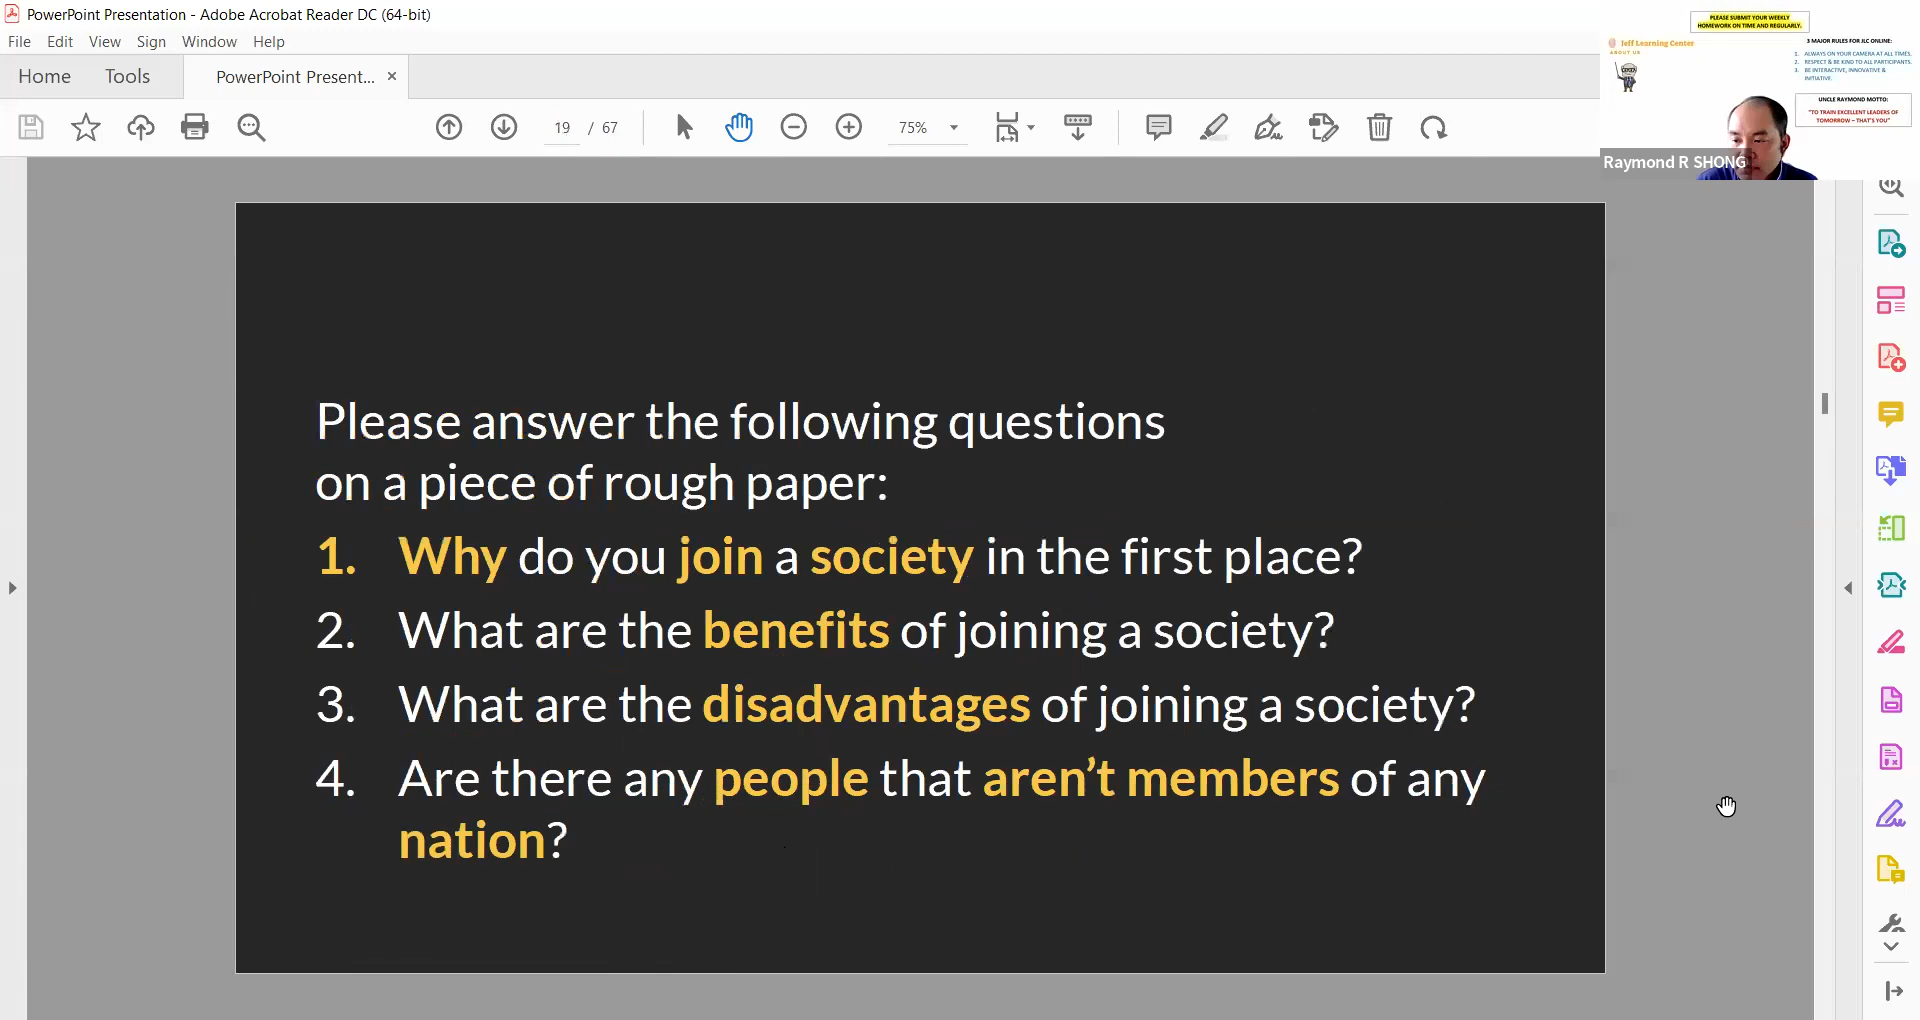 PowerPoint Presentation - Adobe Acrobat Reader DC (64-bit)
File Edit View Sign Window Help
Home Tools PowerPoint Present... ×
19 / 67 75%
PLEASE SUBMIT YOUR WEEKLY
HOMEWORK ON TIME AND REGULARLY.
Jeff Learning Center
ABOUT US
3 MAJOR RULES FOR JLC ONLINE:
1. ALWAYS ON YOUR CAMERA AT ALL TIMES.
2. RESPECT & BE KIND TO ALL PARTICIPANTS.
3. BE INTERACTIVE, INNOVATIVE &
INITIATIVE.
UNCLE RAYMOND MOTTO:
"TO TRAIN EXCELLENT LEADERS OF
TOMORROW – THAT'S YOU"
Raymond R SHONG
Please answer the following questions
on a piece of rough paper:
1. Why do you join a society in the first place?
2. What are the benefits of joining a society?
3. What are the disadvantages of joining a society?
4. Are there any people that aren’t members of any
nation?